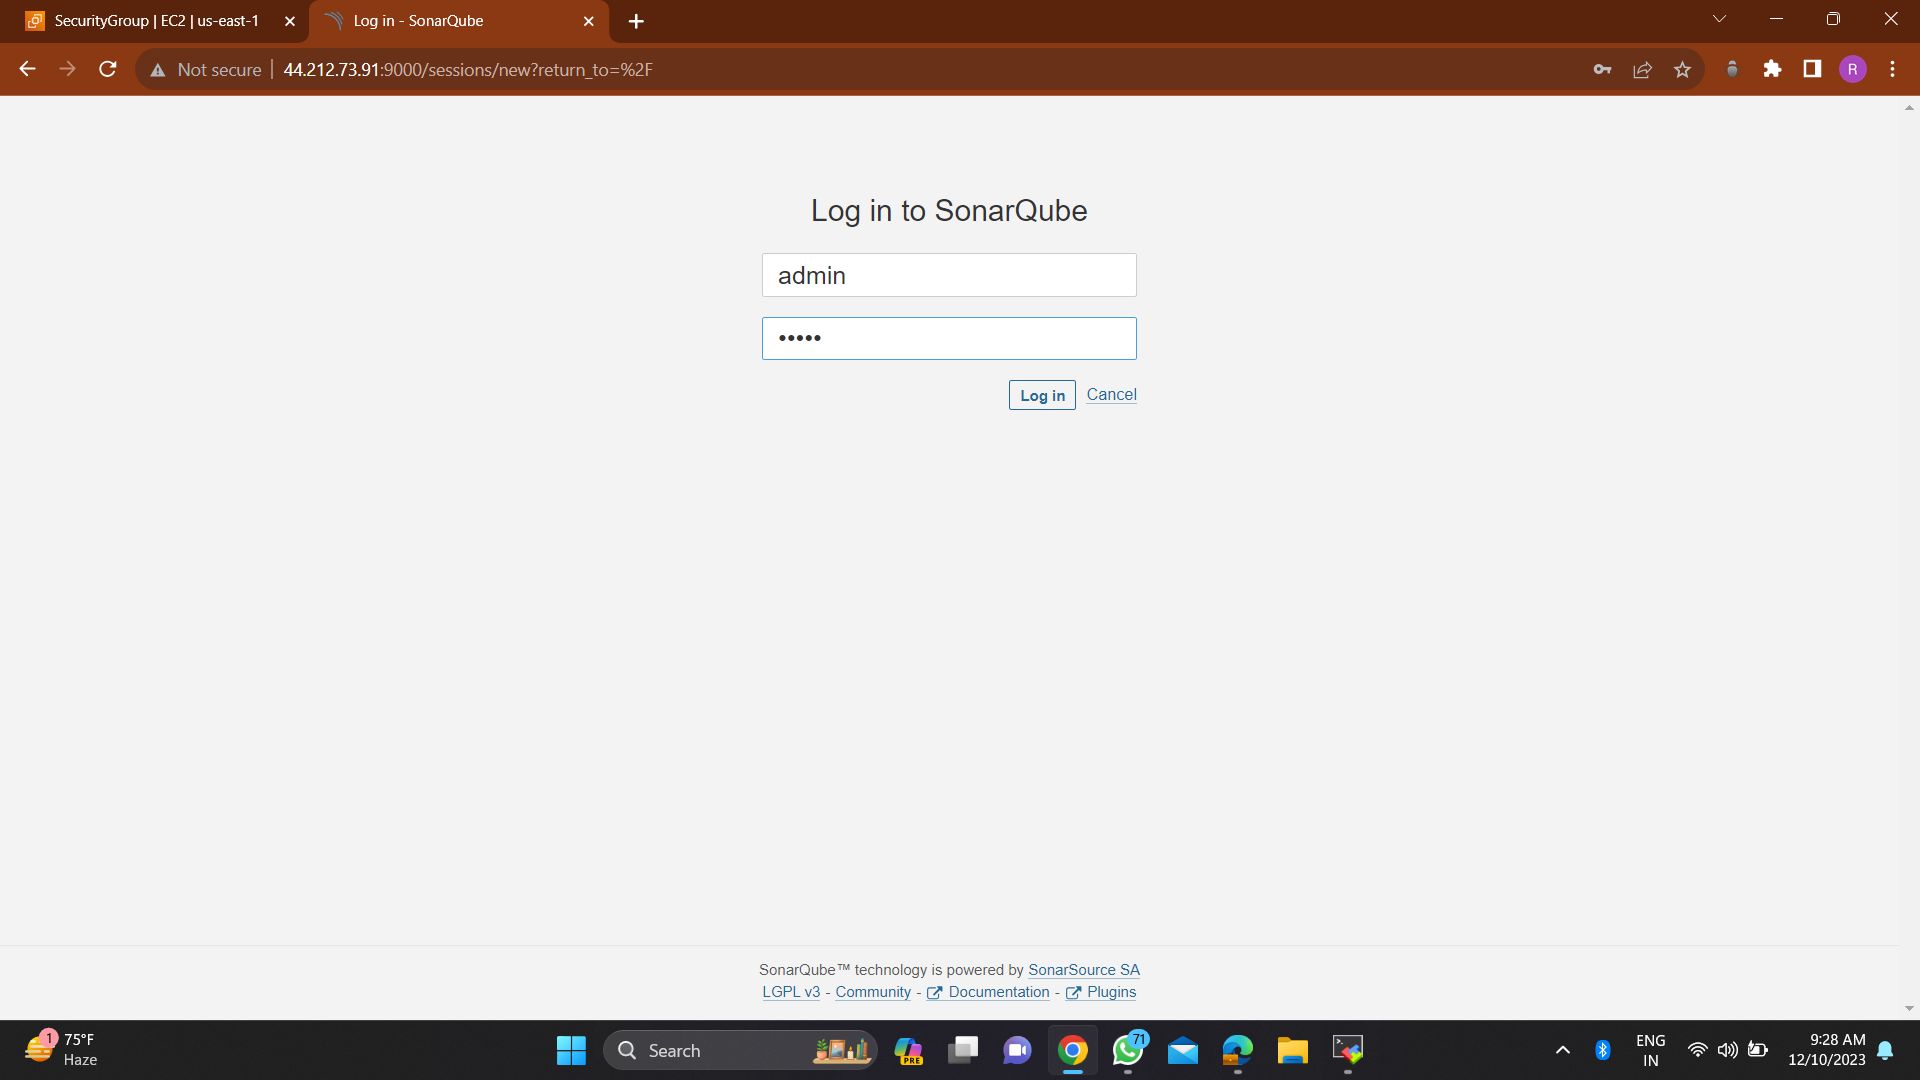 SecurityGroup | EC2 | us-east-1
Log in - SonarQube
Not secure
44.212.73.91:9000/sessions/new?return_to=%2F
R
Log in to SonarQube
admin
•••••
Log in
Cancel
SonarQube™ technology is powered by SonarSource SA
LGPL v3 - Community - Documentation - Plugins
1
75°F
Haze
Search
PRE
71
ENG
IN
9:28 AM
12/10/2023